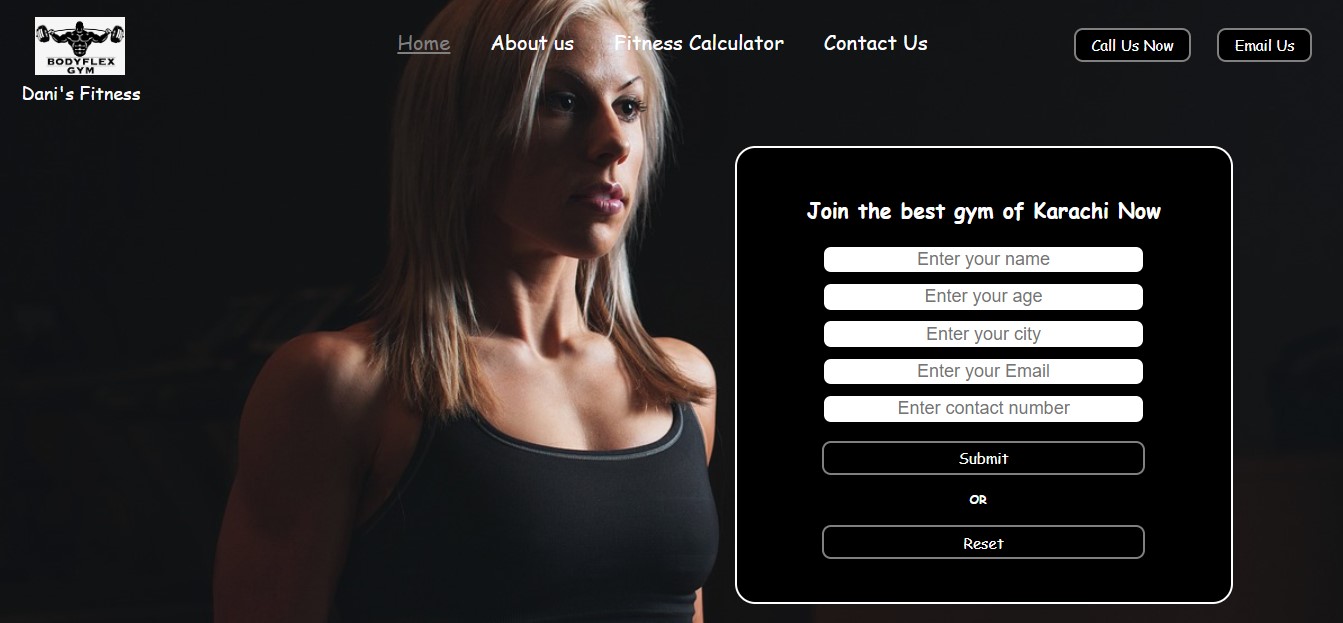 BODYFLEX
GYM
Dani's Fitness
Home
About us
Fitness Calculator
Contact Us
Call Us Now
Email Us
Join the best gym of Karachi Now
Enter your name
Enter your age
Enter your city
Enter your Email
Enter contact number
Submit
OR
Reset